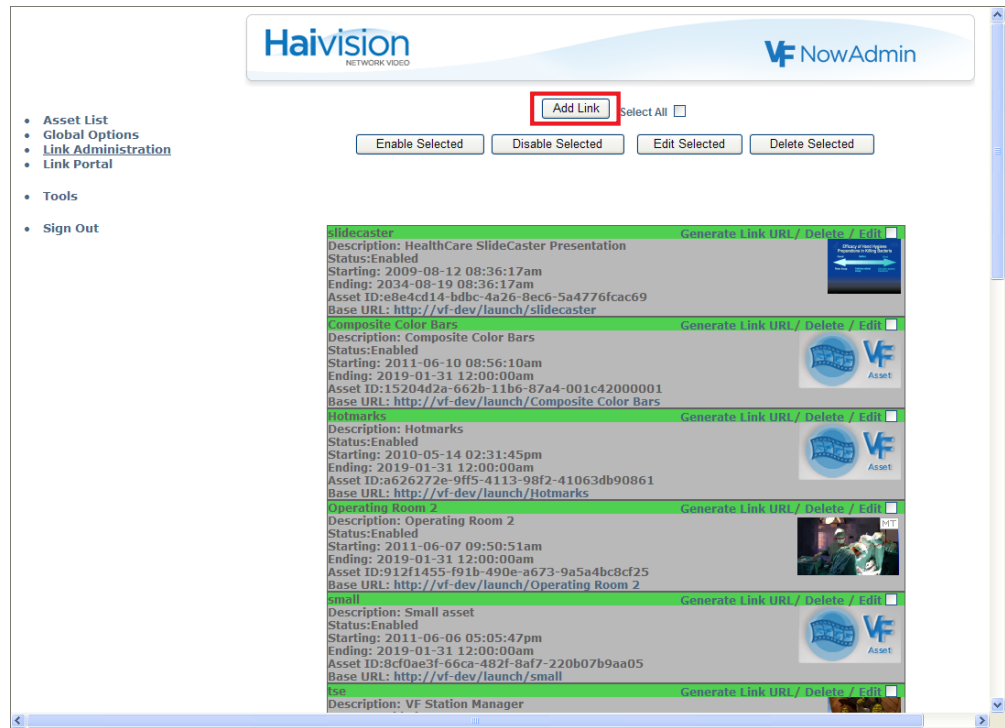 Haivision
NETWORK VIDEO
VF NowAdmin
Add Link
Select All
Enable Selected
Disable Selected
Edit Selected
Delete Selected
Asset List
Global Options
Link Administration
Link Portal
Tools
Sign Out
slidecaster Generate Link URL/ Delete / Edit
Description: HealthCare SlideCaster Presentation
Status:Enabled
Starting: 2009-08-12 08:36:17am
Ending: 2034-08-19 08:36:17am
Asset ID:e8e4cd14-bdbc-4a26-8ec6-5a4776fcac69
Base URL: http://vf-dev/launch/slidecaster
Efficacy of Hand Hygiene
Preparations in Killing Bacteria
Composite Color Bars Generate Link URL/ Delete / Edit
Description: Composite Color Bars
Status:Enabled
Starting: 2011-06-10 08:56:10am
Ending: 2019-01-31 12:00:00am
Asset ID:15204d2a-662b-11b6-87a4-001c42000001
Base URL: http://vf-dev/launch/Composite Color Bars
VF
Asset
Hotmarks Generate Link URL/ Delete / Edit
Description: Hotmarks
Status:Enabled
Starting: 2010-05-14 02:31:45pm
Ending: 2019-01-31 12:00:00am
Asset ID:a626272e-9ff5-4113-98f2-41063db90861
Base URL: http://vf-dev/launch/Hotmarks
VF
Asset
Operating Room 2 Generate Link URL/ Delete / Edit
Description: Operating Room 2
Status:Enabled
Starting: 2011-06-07 09:50:51am
Ending: 2019-01-31 12:00:00am
Asset ID:912f1455-f91b-490e-a673-9a5a4bc8cf25
Base URL: http://vf-dev/launch/Operating Room 2
MT
small Generate Link URL/ Delete / Edit
Description: Small asset
Status:Enabled
Starting: 2011-06-06 05:05:47pm
Ending: 2019-01-31 12:00:00am
Asset ID:8cf0ae3f-66ca-482f-8af7-220b07b9aa05
Base URL: http://vf-dev/launch/small
VF
Asset
tse Generate Link URL/ Delete / Edit
Description: VF Station Manager